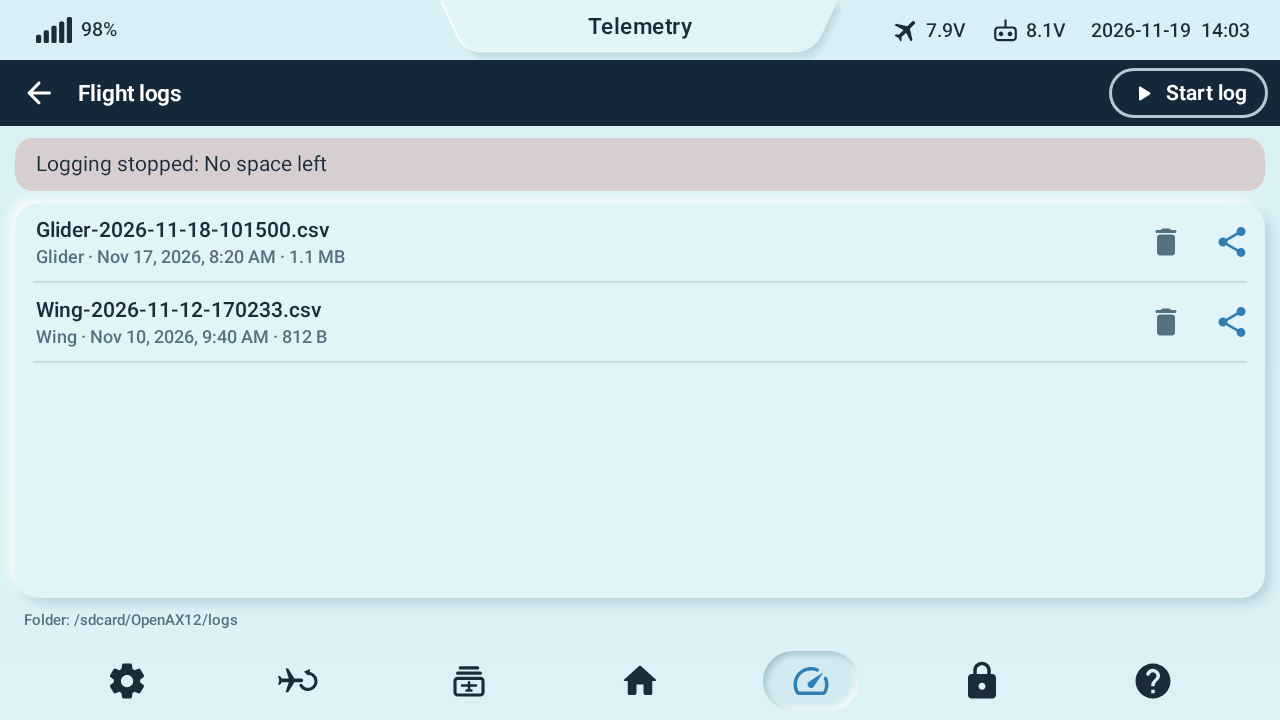 98%
Telemetry
7.9V
8.1V
2026-11-19 14:03
Flight logs
Start log
Logging stopped: No space left
Glider-2026-11-18-101500.csv
Glider · Nov 17, 2026, 8:20 AM · 1.1 MB
Wing-2026-11-12-170233.csv
Wing · Nov 10, 2026, 9:40 AM · 812 B
Folder: /sdcard/OpenAX12/logs